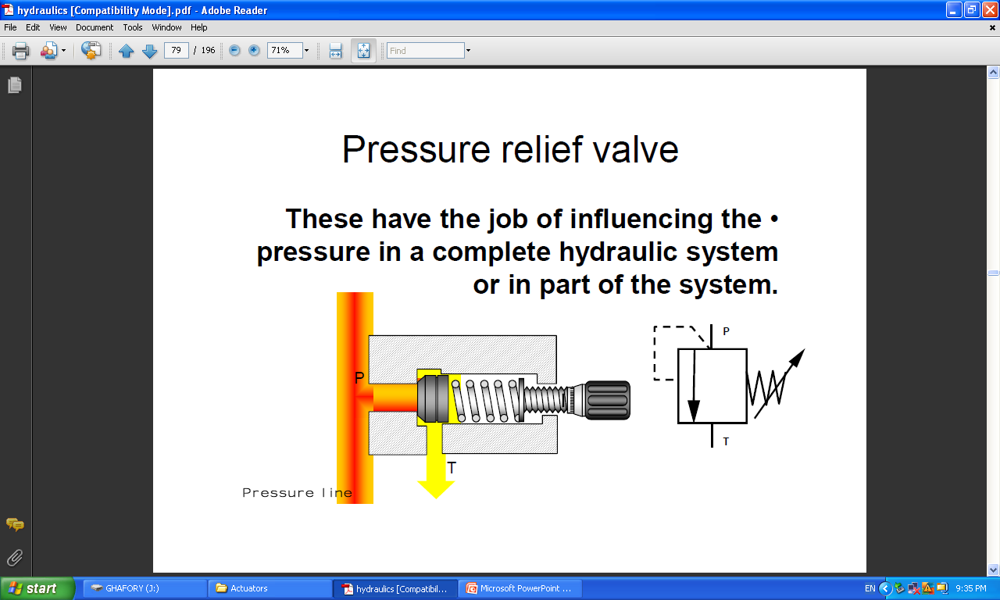 hydraulics [Compatibility Mode].pdf - Adobe Reader
File Edit View Document Tools Window Help
79 / 196 71% Find
Pressure relief valve
These have the job of influencing the •
pressure in a complete hydraulic system
or in part of the system.
P
P
T
T
Pressure line
start GHAFORY (J:) Actuators hydraulics [Compatibil... Microsoft PowerPoint ... EN 9:35 PM